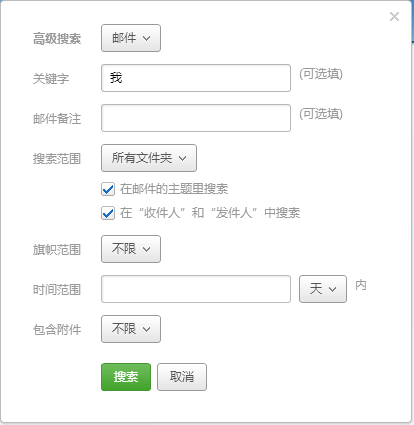 高级搜索 邮件
关键字 我 (可选填)
邮件备注 (可选填)
搜索范围 所有文件夹
在邮件的主题里搜索
在“收件人”和“发件人”中搜索
旗帜范围 不限
时间范围 天 内
包含附件 不限
搜索 取消